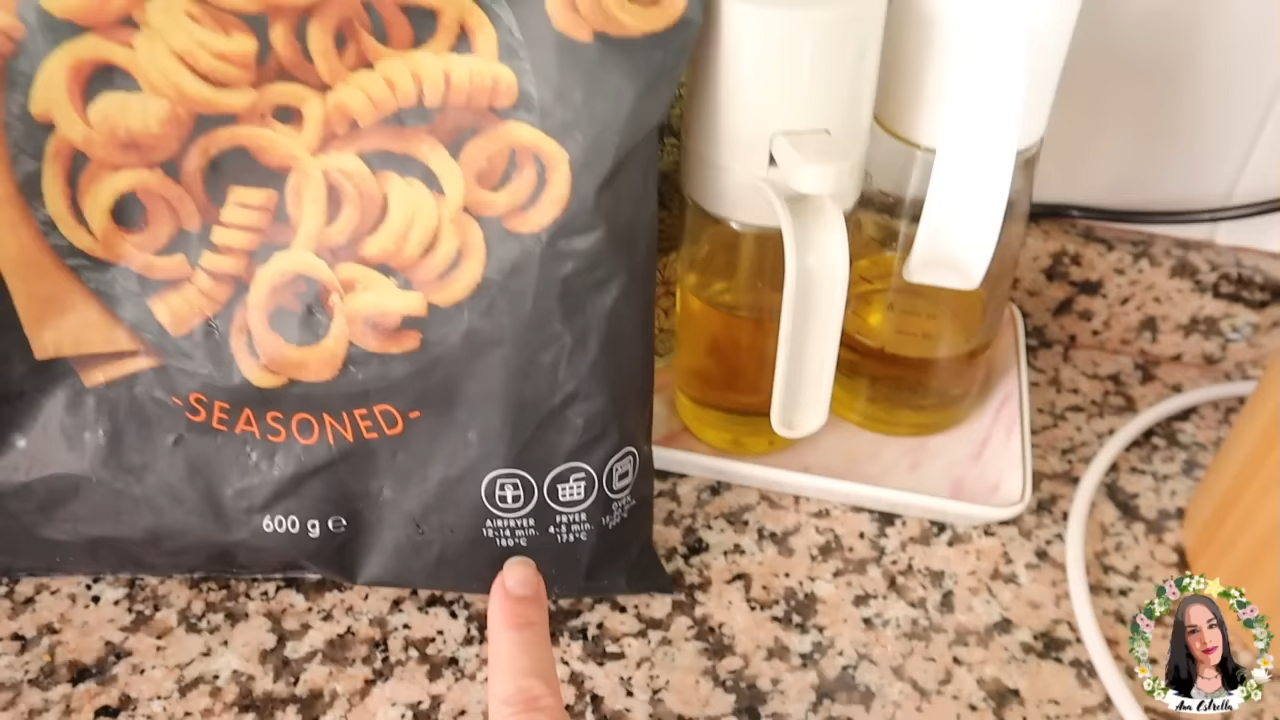 -SEASONED-
600 g e
AIRFRYER
12-14 min.
180°C
FRYER
4-5 min.
175°C
OVEN
Ana Estrella